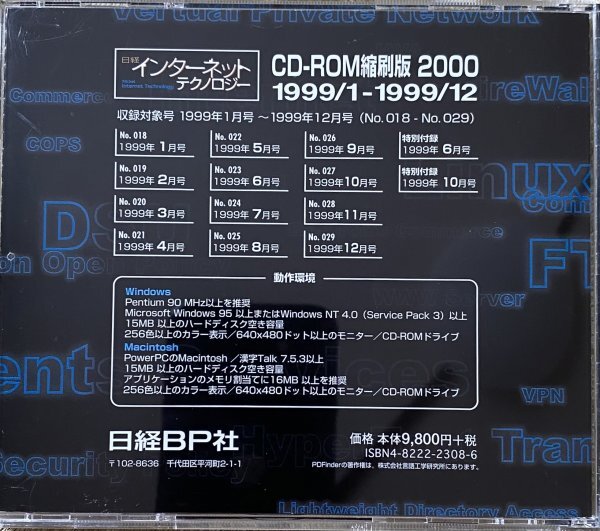 Virtual Private Network
日経
インターネット
テクノロジー
Nikkei
Internet Technology
CD-ROM縮刷版 2000
1999/1-1999/12
収録対象号 1999年1月号 ～1999年12月号（No.018 - No.029）
No.018
1999年 1月号
No.022
1999年 5月号
No.026
1999年 9月号
特別付録
1999年 6月号
No.019
1999年 2月号
No.023
1999年 6月号
No.027
1999年10月号
特別付録
1999年 10月号
No.020
1999年 3月号
No.024
1999年 7月号
No.028
1999年11月号
No.021
1999年 4月号
No.025
1999年 8月号
No.029
1999年12月号
COPS
動作環境
Windows
Pentium 90 MHz以上を推奨
Microsoft Windows 95 以上またはWindows NT 4.0（Service Pack 3）以上
15MB 以上のハードディスク空き容量
256色以上のカラー表示／640x480ドット以上のモニター／CD-ROMドライブ
Macintosh
PowerPCのMacintosh ／漢字Talk 7.5.3以上
15MB 以上のハードディスク空き容量
アプリケーションのメモリ割当てに16MB 以上を推奨
256色以上のカラー表示／640x480ドット以上のモニター／CD-ROMドライブ
VPN
日経BP社
〒102-8636 千代田区平河町2-1-1
価格 本体9,800円+税
ISBN4-8222-2308-6
PDFinderの著作権は、株式会社言語工学研究所にあります。
Lightweight Directory Access